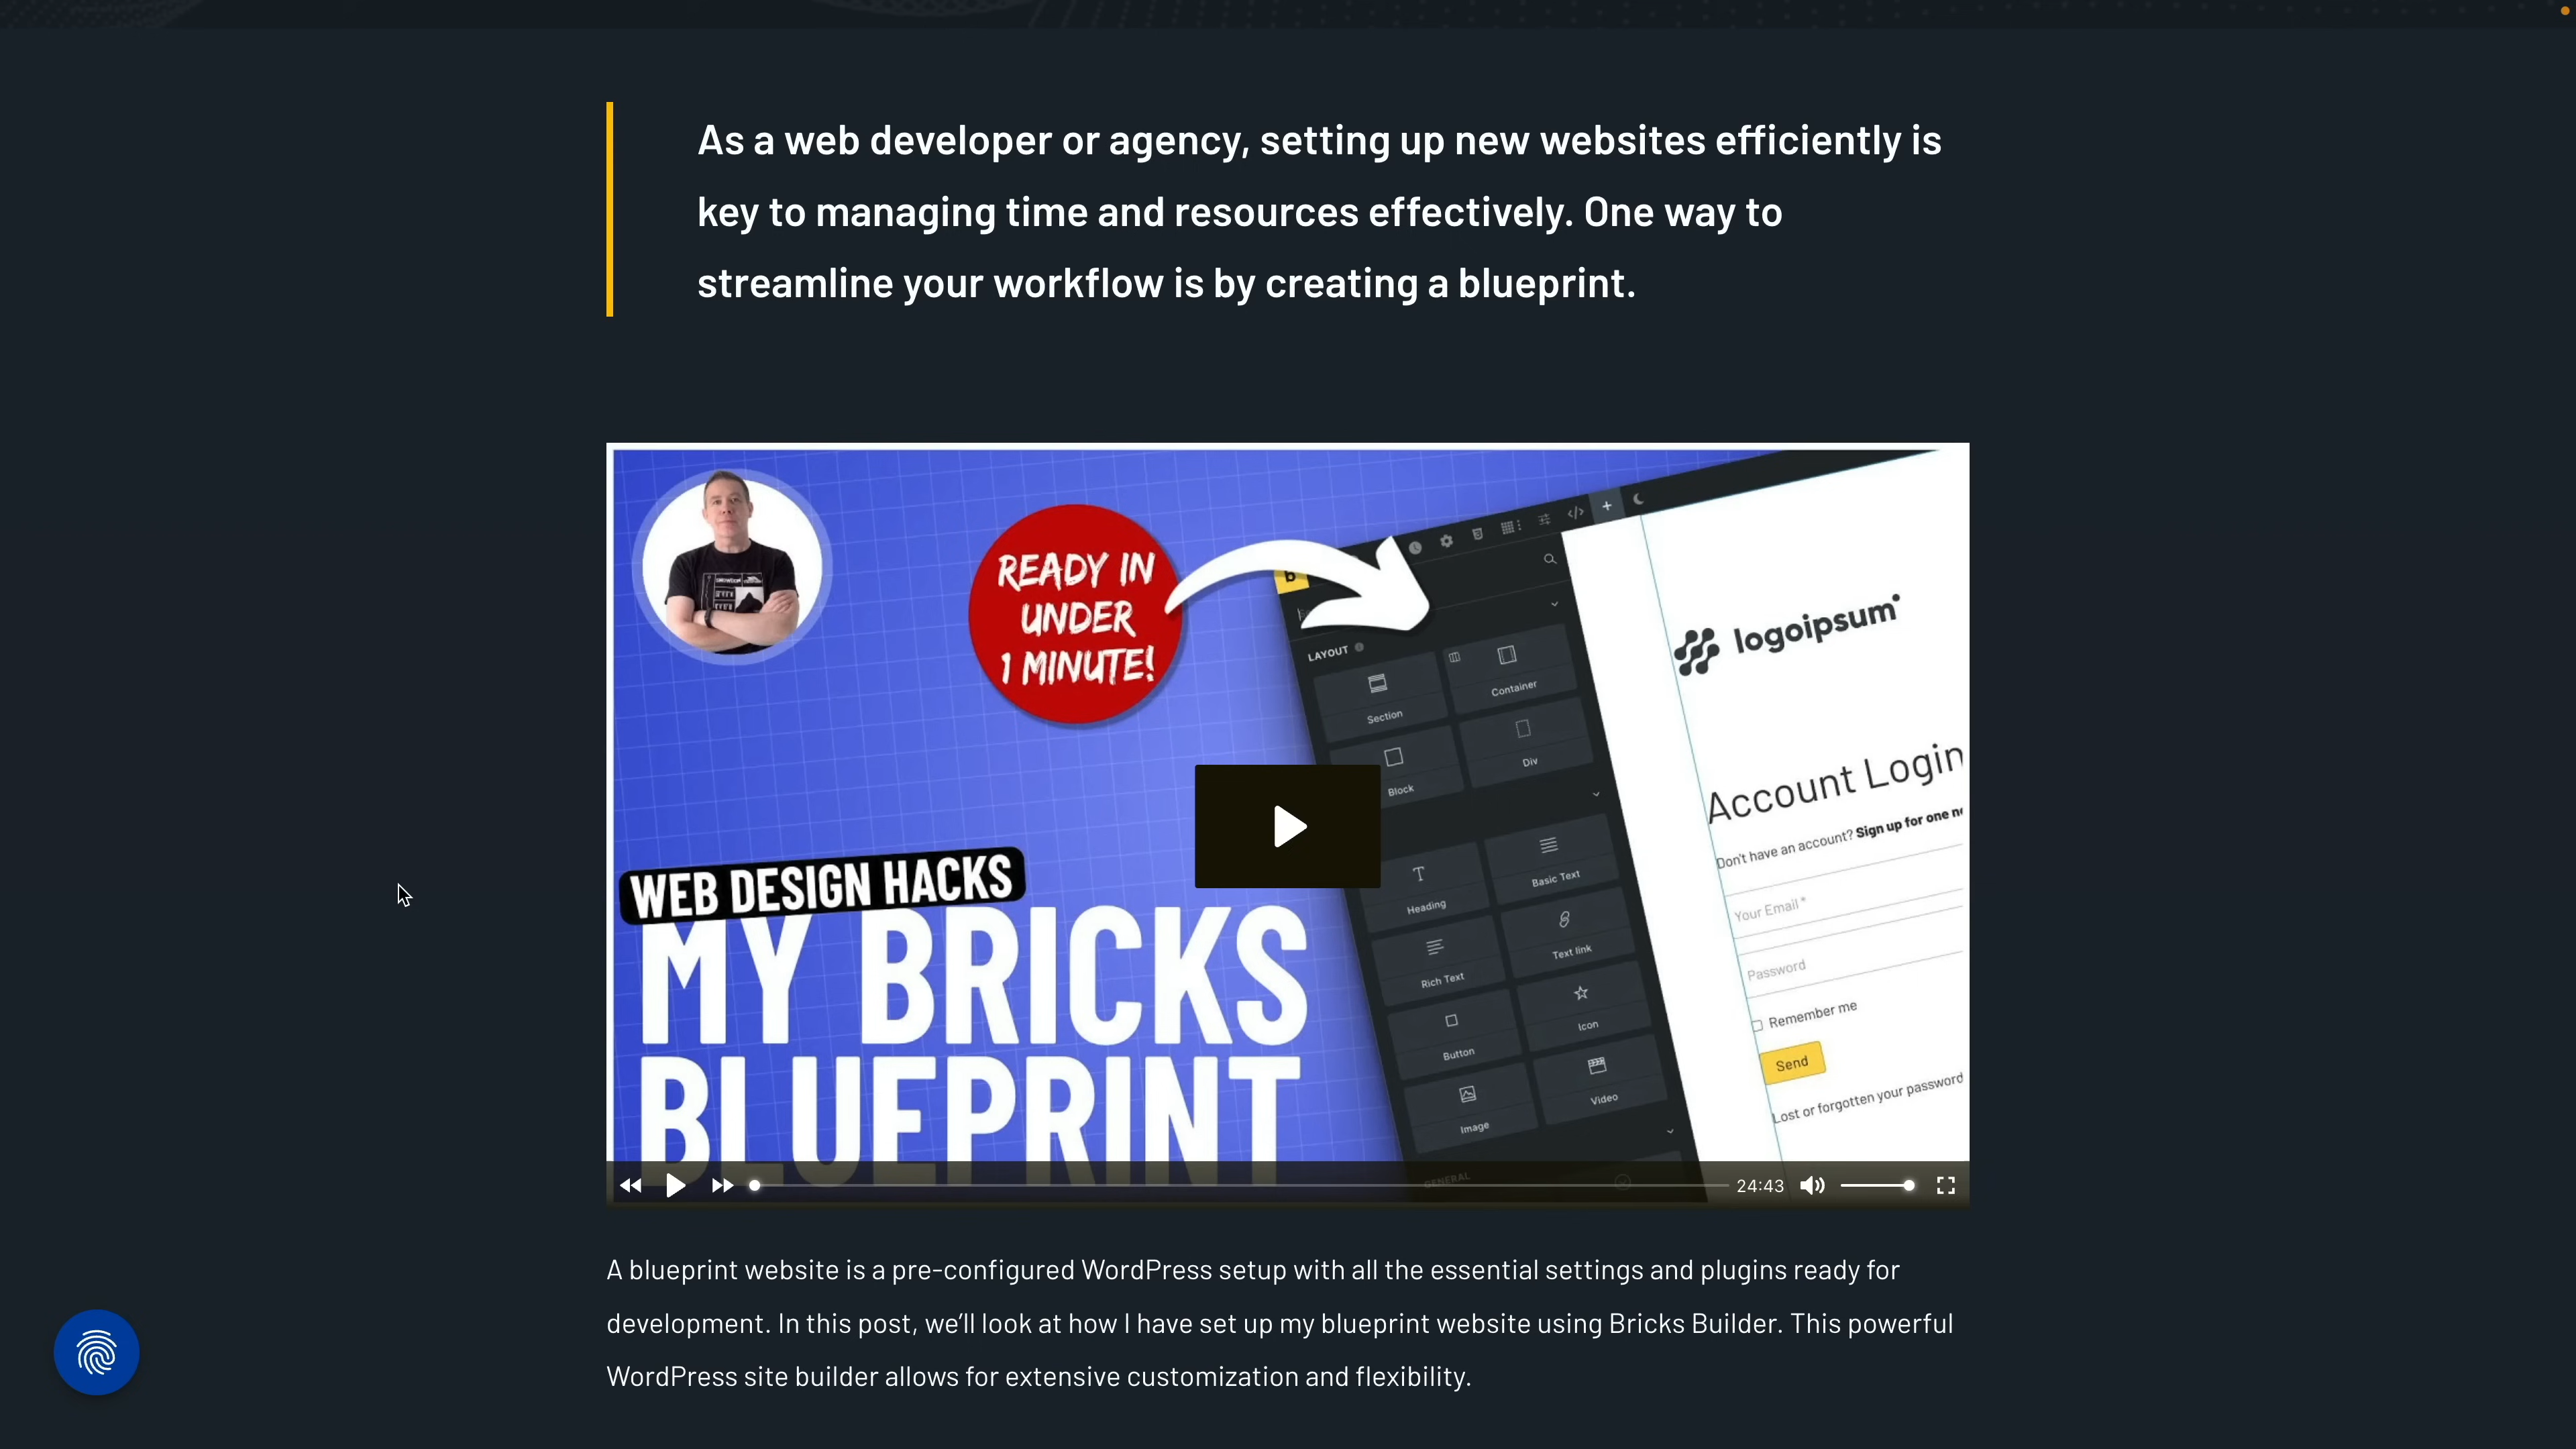 As a web developer or agency, setting up new websites efficiently is
key to managing time and resources effectively. One way to
streamline your workflow is by creating a blueprint.
READY IN
UNDER
1 MINUTE!
WEB DESIGN HACKS
MY BRICKS
BLUEPRINT
b
LAYOUT
Section
Container
Block
Div
Heading
Basic Text
Rich Text
Text link
Button
Icon
Image
Video
GENERAL
logoipsum
Account Login
Don't have an account? Sign up for one
Your Email *
Password
Remember me
Send
Lost or forgotten your password
24:43
A blueprint website is a pre-configured WordPress setup with all the essential settings and plugins ready for
development. In this post, we’ll look at how I have set up my blueprint website using Bricks Builder. This powerful
WordPress site builder allows for extensive customization and flexibility.